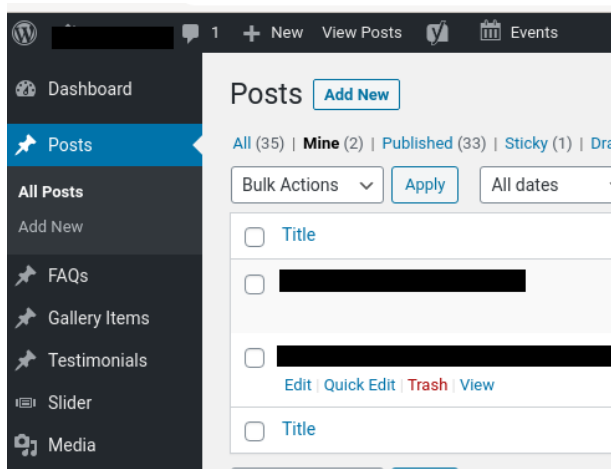 1 New View Posts Events
Dashboard
Posts Add New
Posts
All (35) | Mine (2) | Published (33) | Sticky (1) |
All Posts
Bulk Actions Apply All dates
Add New
Title
FAQs
Gallery Items
Testimonials
Edit | Quick Edit | Trash | View
Slider
Title
Media